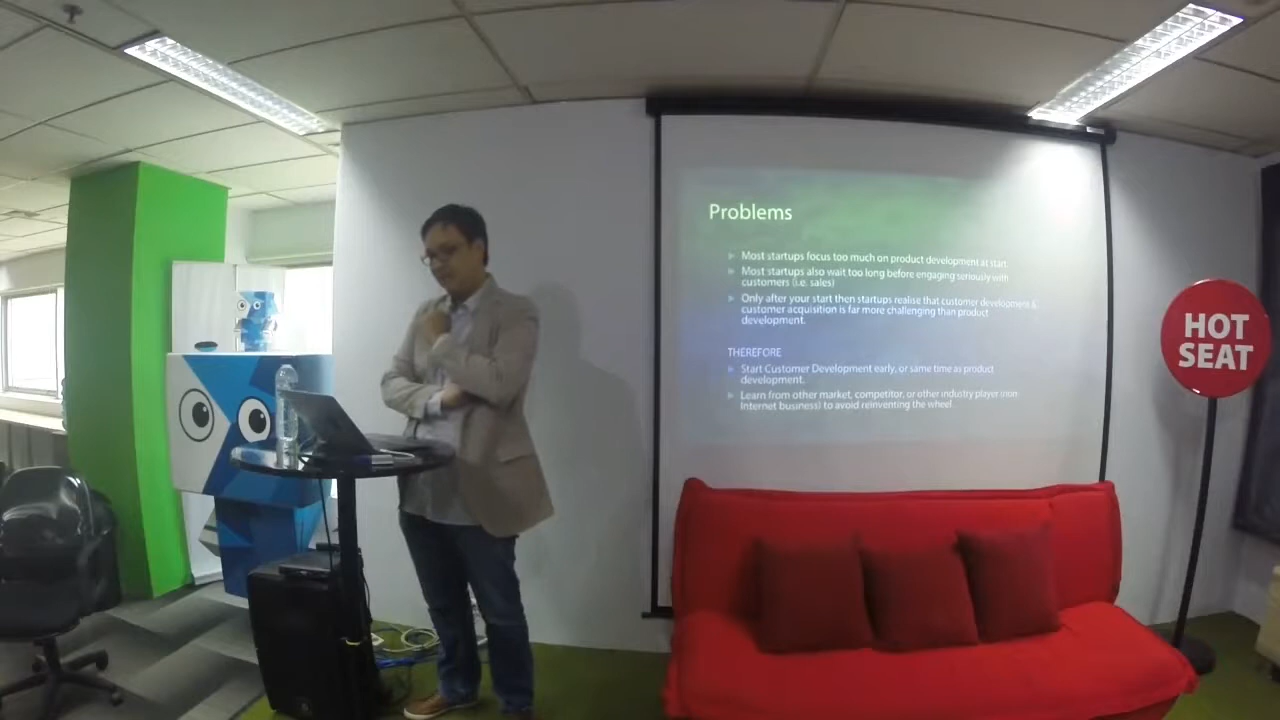 Problems
Most startups focus too much on product development at start.
Most startups also wait too long before engaging seriously with
customers (i.e. sales)
Only after your start then startups realise that customer development &
customer acquisition is far more challenging than product
development.
THEREFORE
Start Customer Development early, or same time as product
development.
Learn from other market, competitor, or other industry player (non
Internet business) to avoid reinventing the wheel.
HOT
SEAT